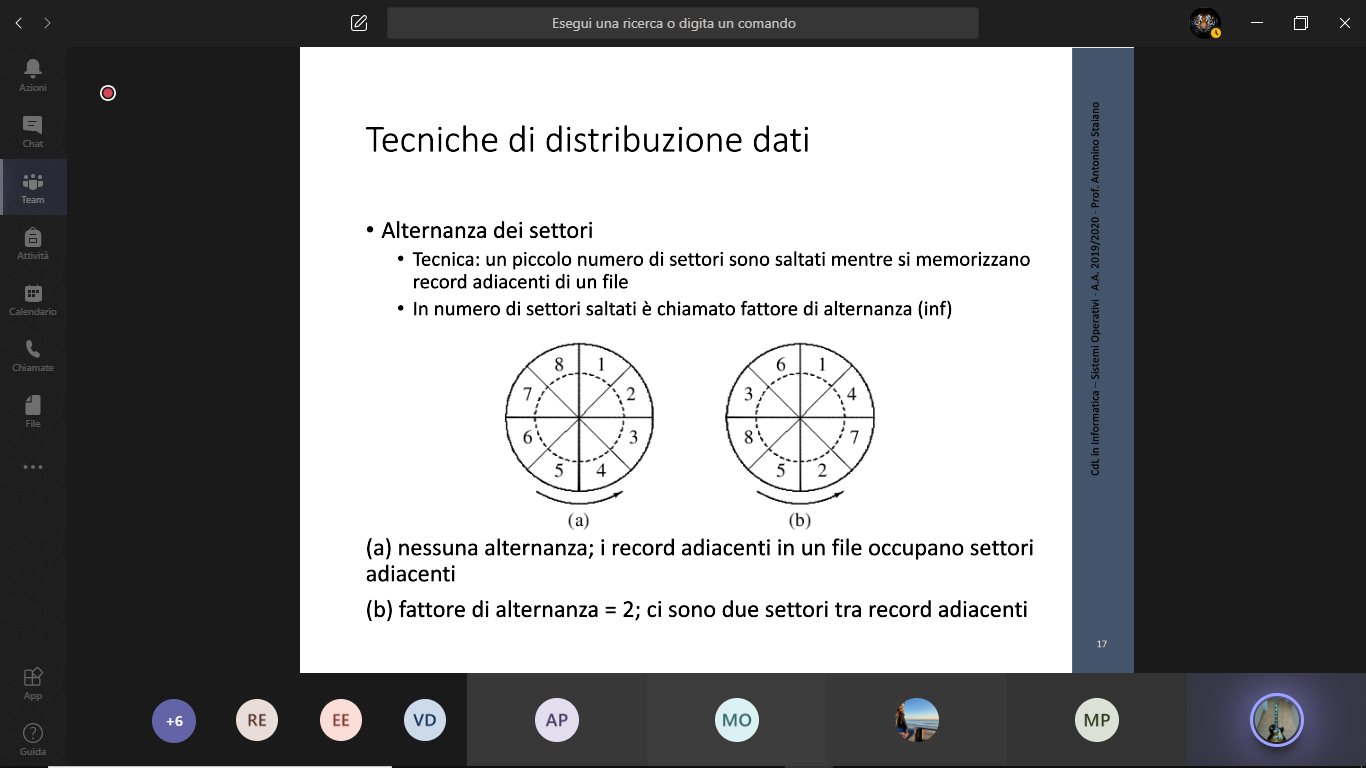 Esegui una ricerca o digita un comando
Azioni
Chat
Team
Attività
Calendario
Chiamate
File
App
Guida
Tecniche di distribuzione dati
• Alternanza dei settori
• Tecnica: un piccolo numero di settori sono saltati mentre si memorizzano
record adiacenti di un file
• In numero di settori saltati è chiamato fattore di alternanza (inf)
8 1
7 2
6 3
5 4
(a)
6 1
3 4
8 7
5 2
(b)
(a) nessuna alternanza; i record adiacenti in un file occupano settori
adiacenti
(b) fattore di alternanza = 2; ci sono due settori tra record adiacenti
CdL in Informatica – Sistemi Operativi - A.A. 2019/2020 - Prof. Antonino Staiano
17
+6 RE EE VD AP MO MP